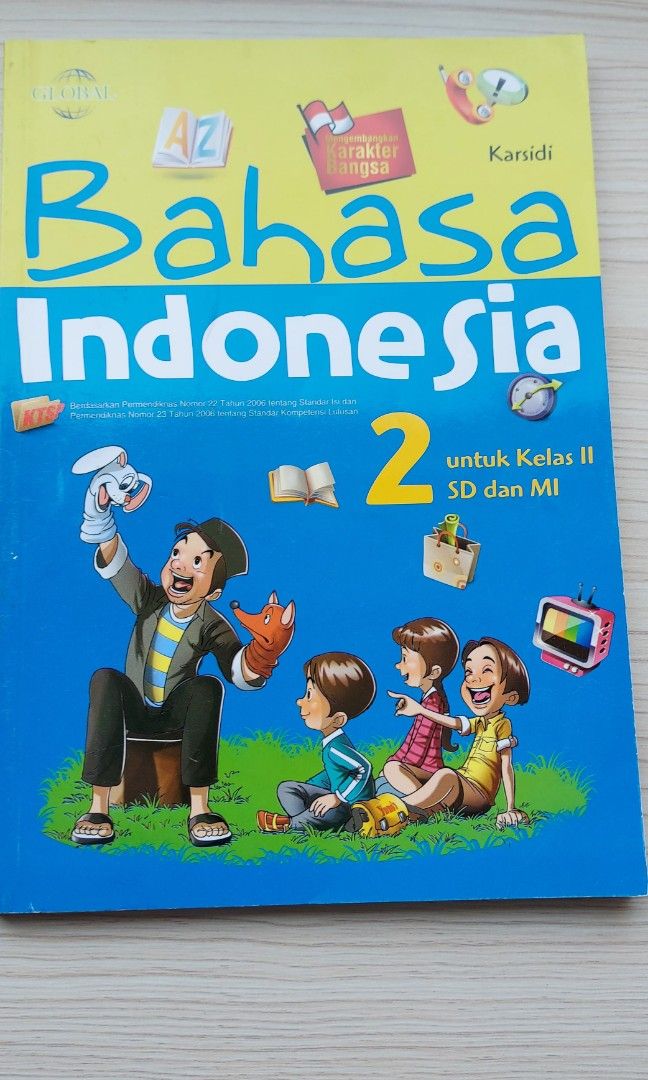 GLOBAL
AZ
!
Mengembangkan
Karakter
Bangsa
Karsidi
Bahasa
Indonesia
KTSP
Berdasarkan Permendiknas Nomor 22 Tahun 2006 tentang Standar Isi dan
Permendiknas Nomor 23 Tahun 2006 tentang Standar Kompetensi Lulusan
2
untuk Kelas II
SD dan MI